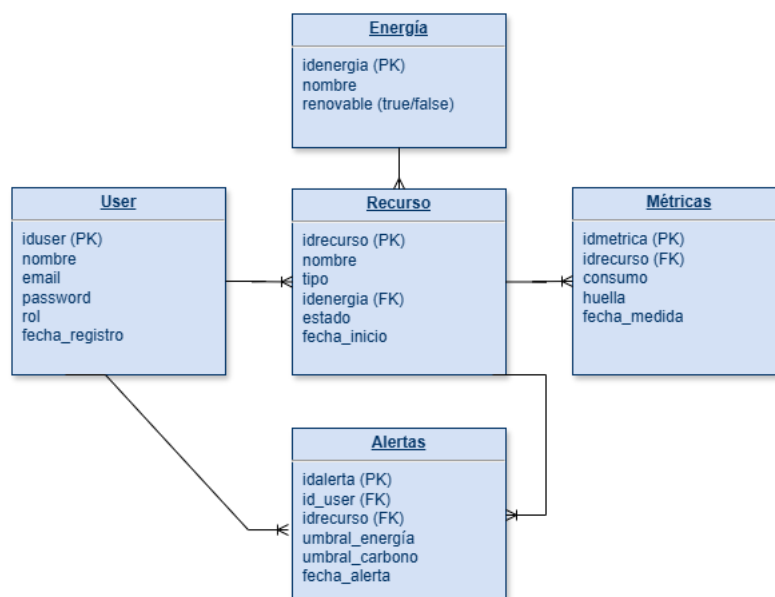 Energía
idenergia (PK)
nombre
renovable (true/false)
User
iduser (PK)
nombre
email
password
rol
fecha_registro
Recurso
idrecurso (PK)
nombre
tipo
idenergia (FK)
estado
fecha_inicio
Métricas
idmetrica (PK)
idrecurso (FK)
consumo
huella
fecha_medida
Alertas
idalerta (PK)
id_user (FK)
idrecurso (FK)
umbral_energía
umbral_carbono
fecha_alerta